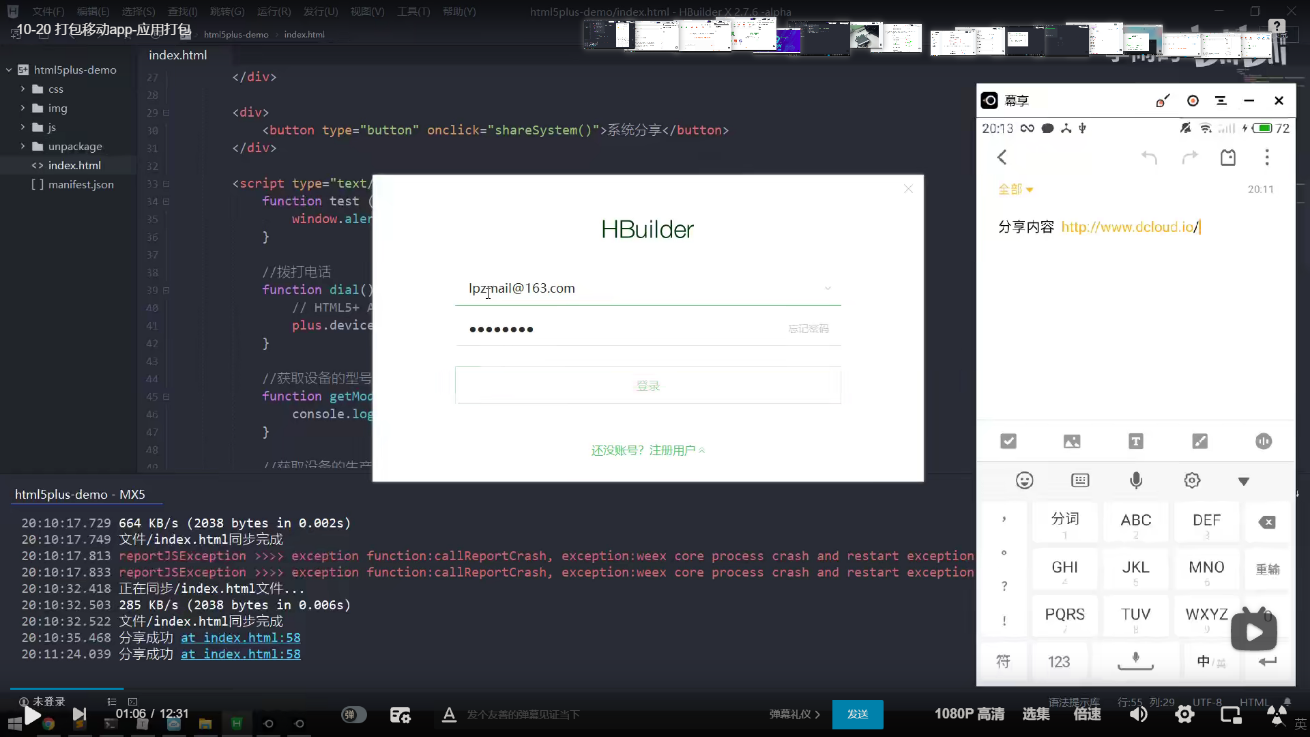 文件(F) 编辑(E) 选择(S) 查找(I) 跳转(G) 运行(R) 发行(U) 视图(V) 工具(T) 帮助(Y)
html5plus-demo/index.html - HBuilder X 2.7.6 -alpha
10-20 打包移动app-应用打包
html5plus-demo > index.html
index.html
html5plus-demo
css
img
js
unpackage
<> index.html
[ ] manifest.json
27 </div>
28
29 <div>
30 <button type="button" onclick="shareSystem()">系统分享</button>
31 </div>
32
33 <script type="text/
34 function test (
35 window.aler
36 }
37
38 //拨打电话
39 function dial()
40 // HTML5+ A
41 plus.device
42 }
43
44 //获取设备的型号
45 function getMod
46 console.log
47 }
48
49 //获取设备的生产
HBuilder
lpzmail@163.com
●●●●●●●●
忘记密码
登录
还没账号? 注册用户
幕享
20:13
72
全部
20:11
分享内容 http://www.dcloud.io/
, 分词 1 ABC 2 DEF 3
。 GHI 4 JKL 5 MNO 6 重输
? PQRS 7 TUV 8 WXYZ 9 0
!
符 123 中/英
html5plus-demo - MX5
20:10:17.729 664 KB/s (2038 bytes in 0.002s)
20:10:17.749 文件/index.html同步完成
20:10:17.813 reportJSException >>>> exception function:callReportCrash, exception:weex core process crash and restart exception
20:10:17.833 reportJSException >>>> exception function:callReportCrash, exception:weex core process crash and restart exception
20:10:32.418 正在同步/index.html文件...
20:10:32.503 285 KB/s (2038 bytes in 0.006s)
20:10:32.522 文件/index.html同步完成
20:10:35.468 分享成功 at index.html:58
20:11:24.039 分享成功 at index.html:58
未登录
语法提示库 行:55, 列:29 UTF-8 HTML
01:06 / 12:31
弹
发个友善的弹幕见证当下
弹幕礼仪 >
发送
1080P 高清 选集 倍速
英